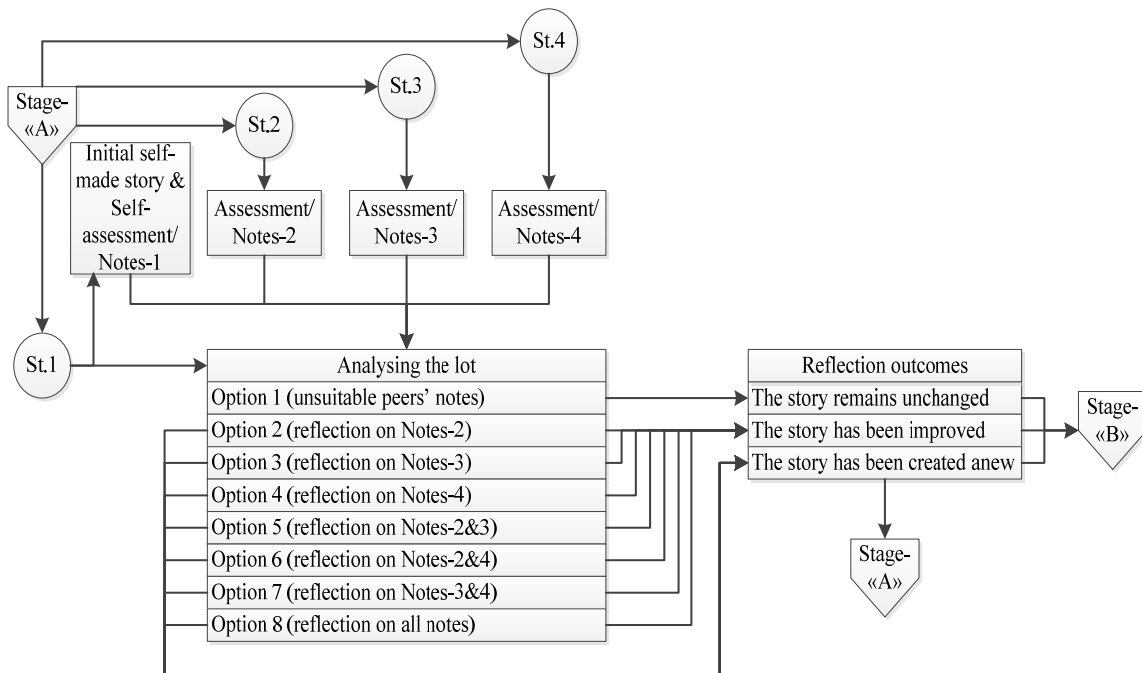 St.4
St.3
Stage-
«A»
St.2
Initial self-
made story &
Self-
assessment/
Notes-1
Assessment/
Notes-2
Assessment/
Notes-3
Assessment/
Notes-4
St.1
Analysing the lot
Option 1 (unsuitable peers' notes)
Option 2 (reflection on Notes-2)
Option 3 (reflection on Notes-3)
Option 4 (reflection on Notes-4)
Option 5 (reflection on Notes-2&3)
Option 6 (reflection on Notes-2&4)
Option 7 (reflection on Notes-3&4)
Option 8 (reflection on all notes)
Reflection outcomes
The story remains unchanged
The story has been improved
The story has been created anew
Stage-
«B»
Stage-
«A»